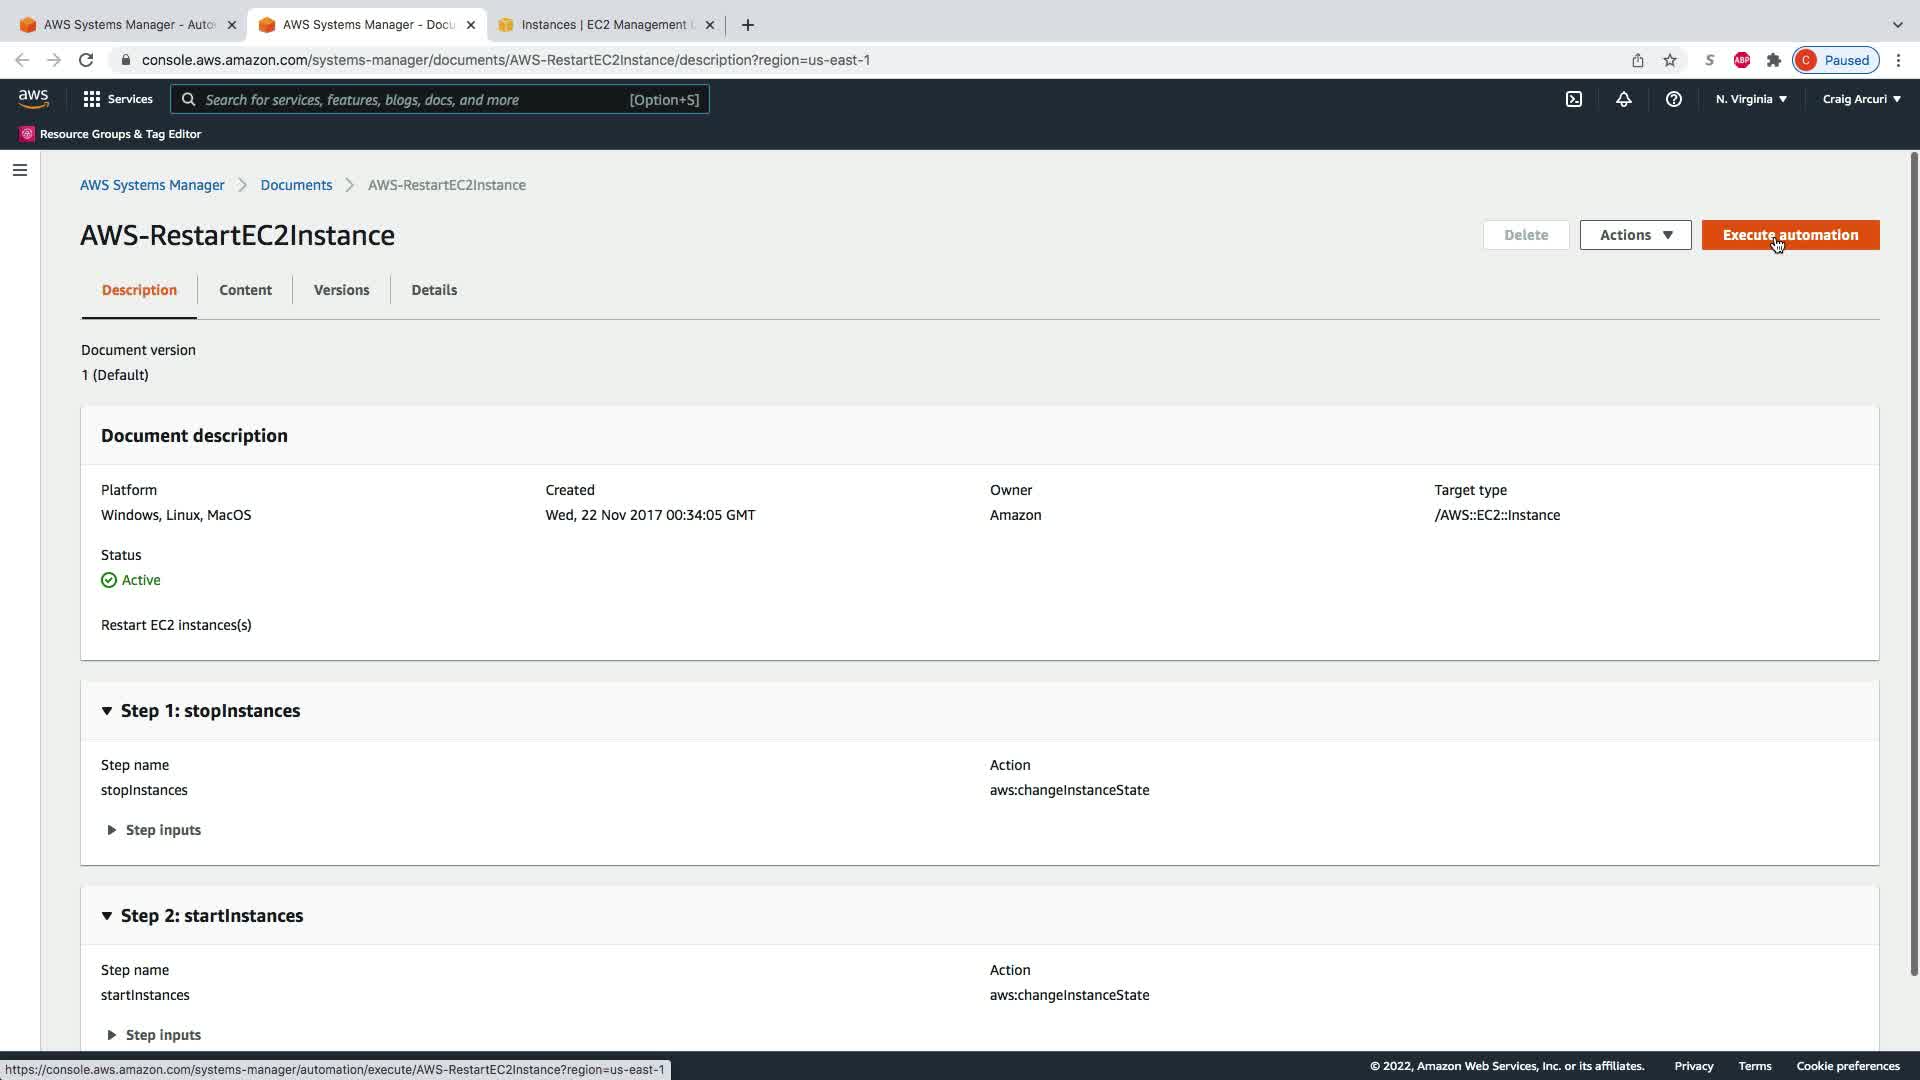 AWS Systems Manager - Auto
AWS Systems Manager - Docu
Instances | EC2 Management C
console.aws.amazon.com/systems-manager/documents/AWS-RestartEC2Instance/description?region=us-east-1
S
ABP
C
Paused
aws
Services
Search for services, features, blogs, docs, and more
[Option+S]
N. Virginia
Craig Arcuri
Resource Groups & Tag Editor
AWS Systems Manager
Documents
AWS-RestartEC2Instance
AWS-RestartEC2Instance
Delete
Actions
Execute automation
Description
Content
Versions
Details
Document version
1 (Default)
Document description
Platform
Created
Owner
Target type
Windows, Linux, MacOS
Wed, 22 Nov 2017 00:34:05 GMT
Amazon
/AWS::EC2::Instance
Status
Active
Restart EC2 instances(s)
Step 1: stopInstances
Step name
Action
stopInstances
aws:changeInstanceState
Step inputs
Step 2: startInstances
Step name
Action
startInstances
aws:changeInstanceState
Step inputs
https://console.aws.amazon.com/systems-manager/automation/execute/AWS-RestartEC2Instance?region=us-east-1
© 2022, Amazon Web Services, Inc. or its affiliates.
Privacy
Terms
Cookie preferences